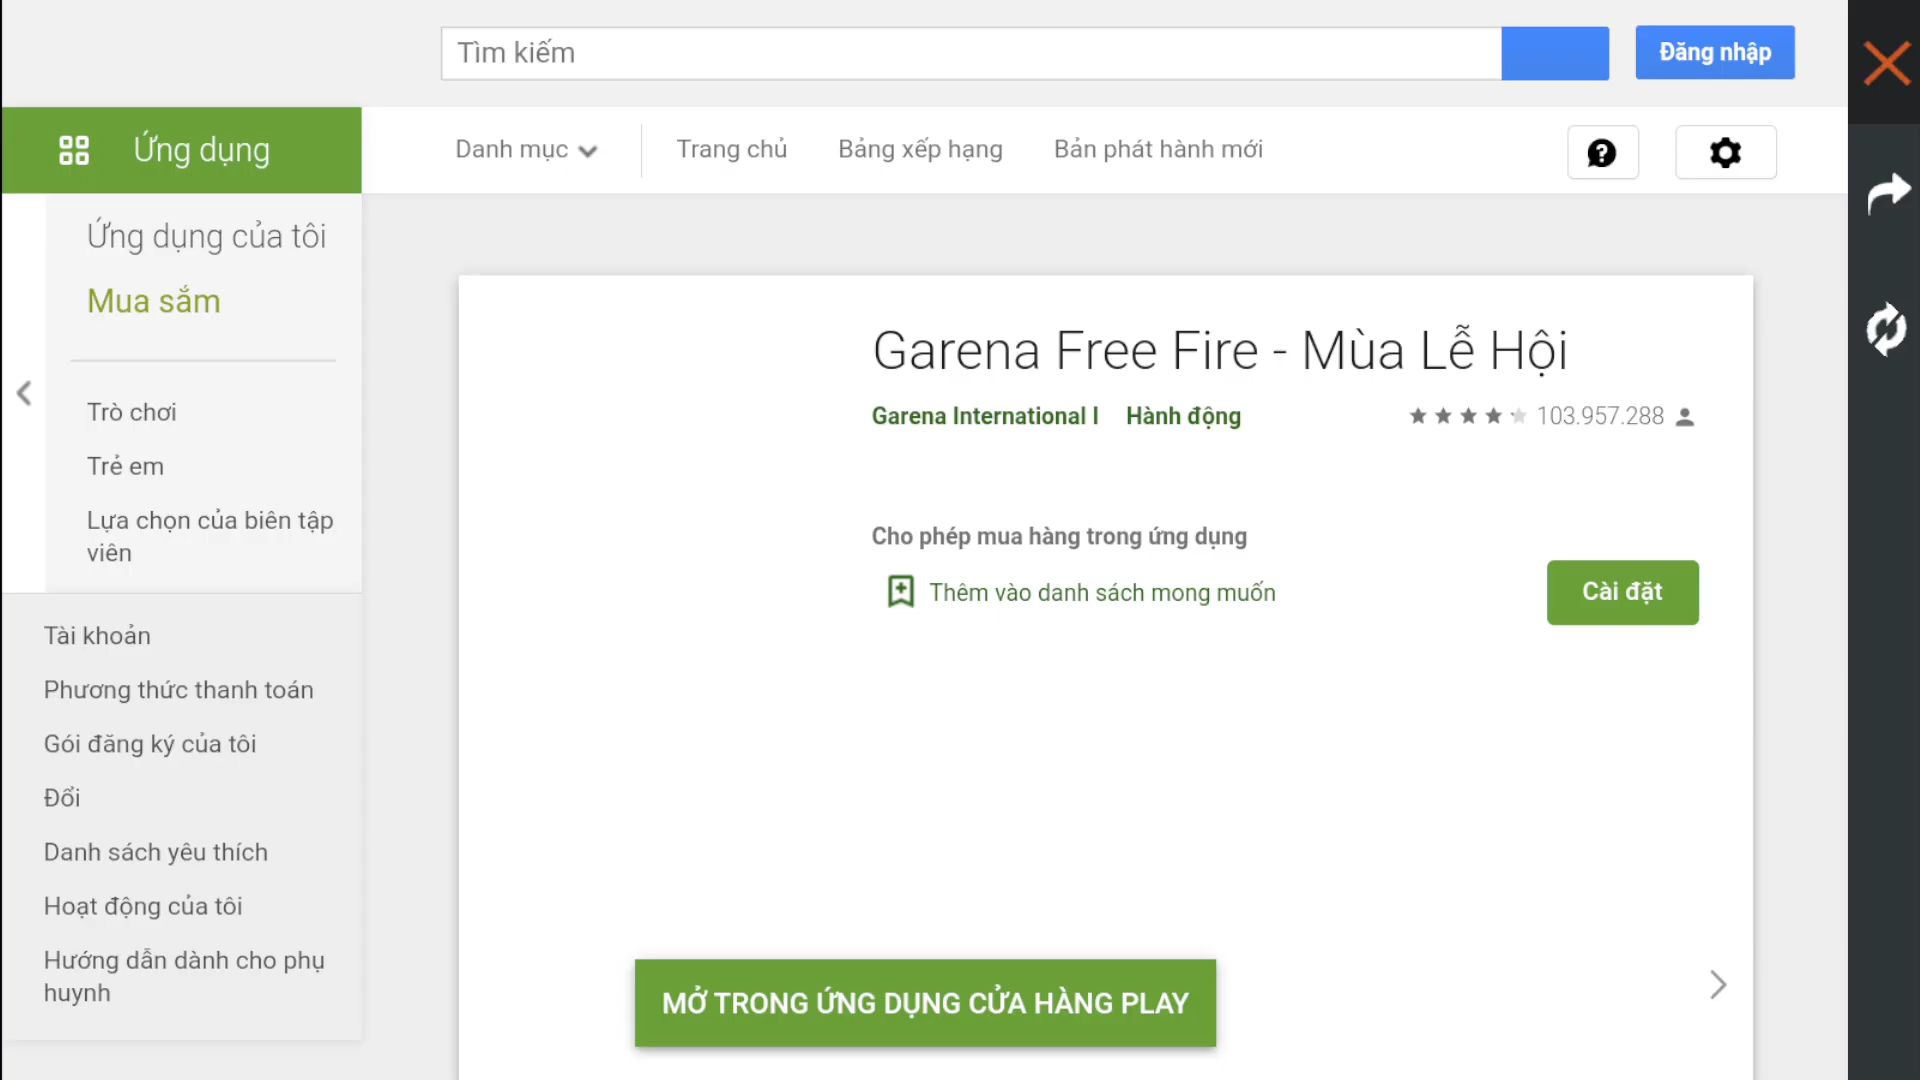 Tìm kiếm
Đăng nhập
Ứng dụng
Danh mục
Trang chủ
Bảng xếp hạng
Bản phát hành mới
Ứng dụng của tôi
Mua sắm
Trò chơi
Trẻ em
Lựa chọn của biên tập
viên
Tài khoản
Phương thức thanh toán
Gói đăng ký của tôi
Đổi
Danh sách yêu thích
Hoạt động của tôi
Hướng dẫn dành cho phụ
huynh
Garena Free Fire - Mùa Lễ Hội
Garena International I Hành động
103.957.288
Cho phép mua hàng trong ứng dụng
Thêm vào danh sách mong muốn
Cài đặt
MỞ TRONG ỨNG DỤNG CỬA HÀNG PLAY